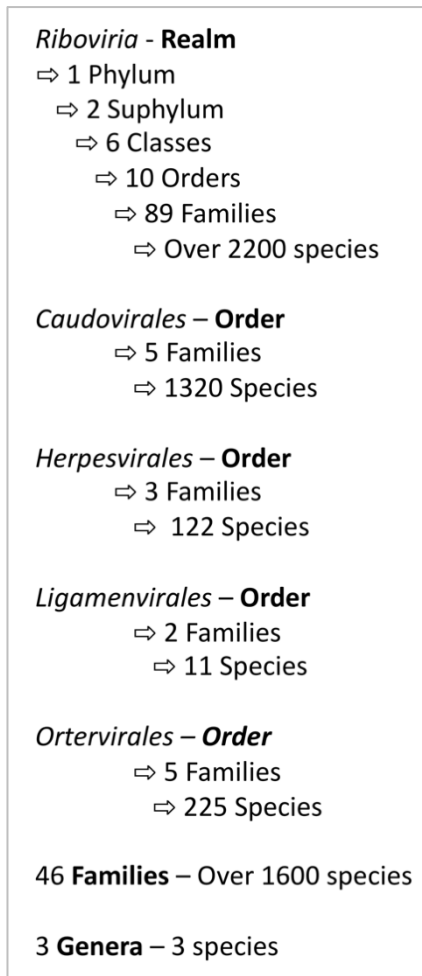 Riboviria - Realm
⇨ 1 Phylum
⇨ 2 Suphylum
⇨ 6 Classes
⇨ 10 Orders
⇨ 89 Families
⇨ Over 2200 species
Caudovirales – Order
⇨ 5 Families
⇨ 1320 Species
Herpesvirales – Order
⇨ 3 Families
⇨ 122 Species
Ligamenvirales – Order
⇨ 2 Families
⇨ 11 Species
Ortervirales – Order
⇨ 5 Families
⇨ 225 Species
46 Families – Over 1600 species
3 Genera – 3 species